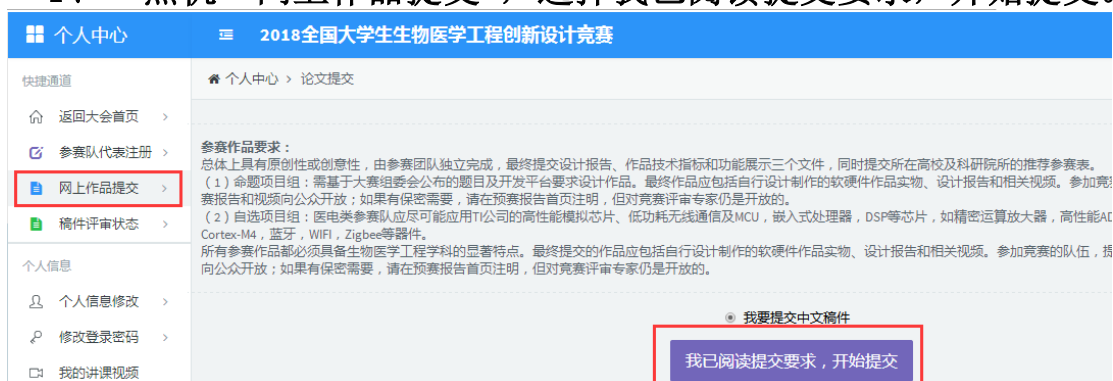 个人中心
2018全国大学生生物医学工程创新设计竞赛
快捷通道
个人中心 > 论文提交
返回大会首页
参赛队代表注册
网上作品提交
稿件评审状态
个人信息
个人信息修改
修改登录密码
我的讲课视频
参赛作品要求：
总体上具有原创性或创意性，由参赛团队独立完成，最终提交设计报告、作品技术指标和功能展示三个文件，同时提交所在高校及科研院所的推荐参赛表。
（1）命题项目组：需基于大赛组委会公布的题目及开发平台要求设计作品。最终作品应包括自行设计制作的软硬件作品实物、设计报告和相关视频。参加竞
赛报告和视频向公众开放；如果有保密需要，请在预赛报告首页注明，但对竞赛评审专家仍是开放的。
（2）自选项目组：医电类参赛队应尽可能应用TI公司的高性能模拟芯片、低功耗无线通信及MCU，嵌入式处理器，DSP等芯片，如精密运算放大器，高性能AD
Cortex-M4，蓝牙，WIFI，Zigbee等器件。
所有参赛作品都必须具备生物医学工程学科的显著特点。最终提交的作品应包括自行设计制作的软硬件作品实物、设计报告和相关视频。参加竞赛的队伍，提
向公众开放；如果有保密需要，请在预赛报告首页注明，但对竞赛评审专家仍是开放的。
我要提交中文稿件
我已阅读提交要求，开始提交